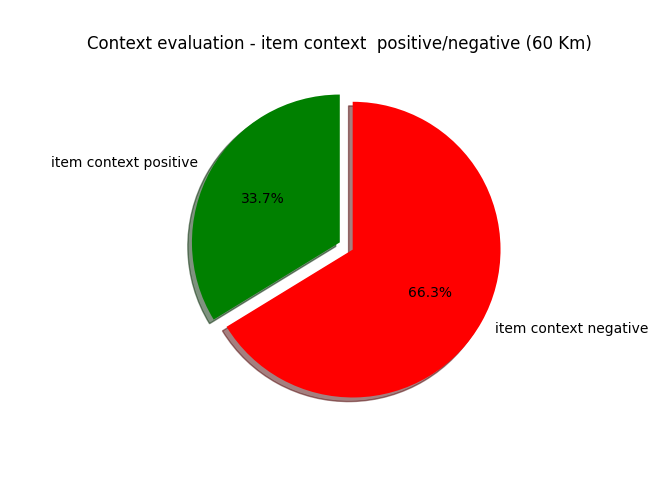 Context evaluation - item context  positive/negative (60 Km)
item context positive
33.7%
66.3%
item context negative